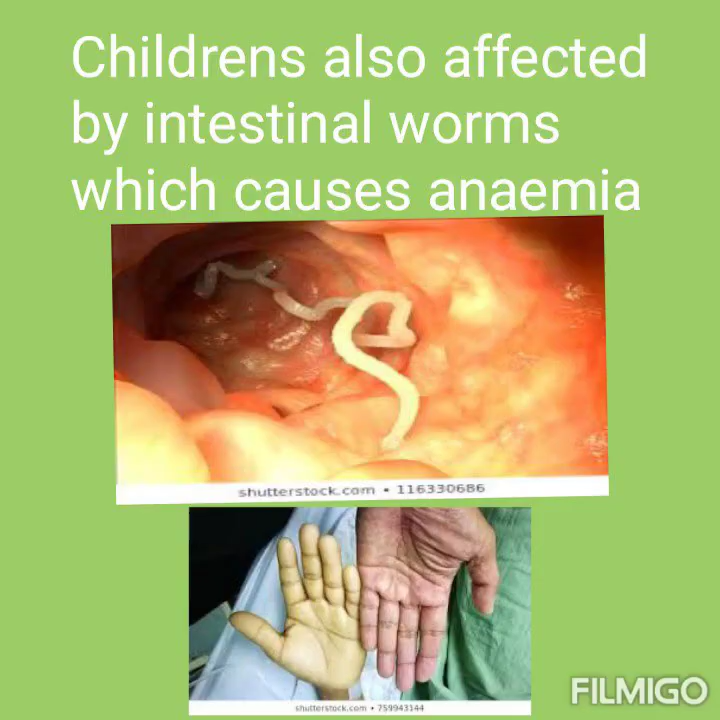 Childrens also affected
by intestinal worms
which causes anaemia
shutterstock.com • 116330686
shutterstock.com • 759943144
FILMIGO